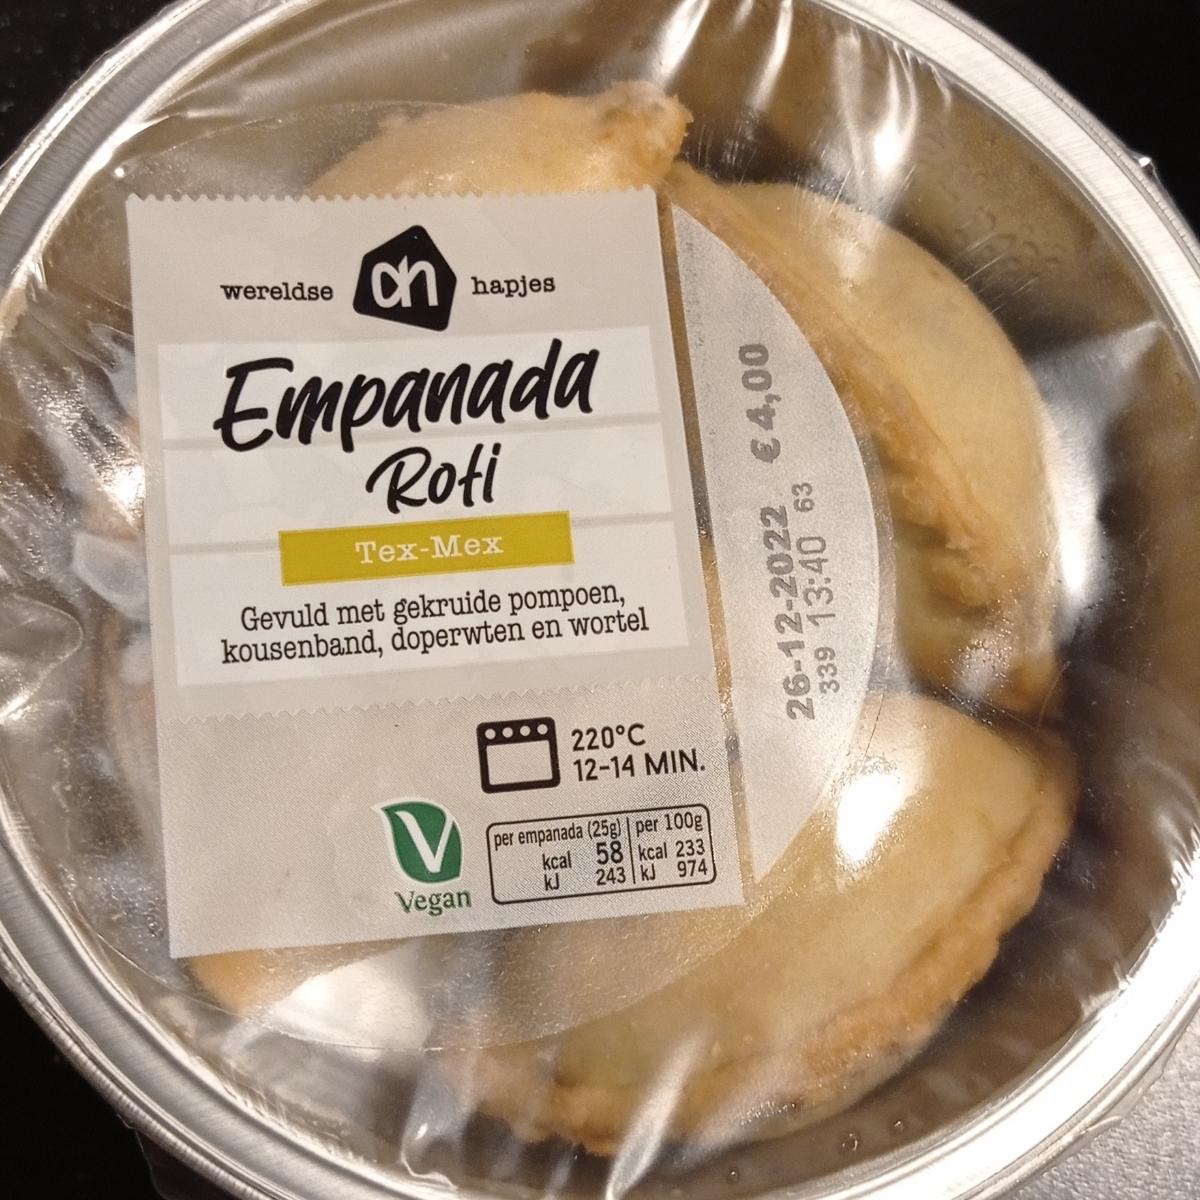 wereldse ah hapjes
Empanada
Roti
Tex-Mex
Gevuld met gekruide pompoen,
kousenband, doperwten en wortel
220°C
12-14 MIN.
Vegan
per empanada (25g) per 100g
kcal 58 kcal 233
kJ 243 kJ 974
26-12-2022 € 4,00
339 13:40 63